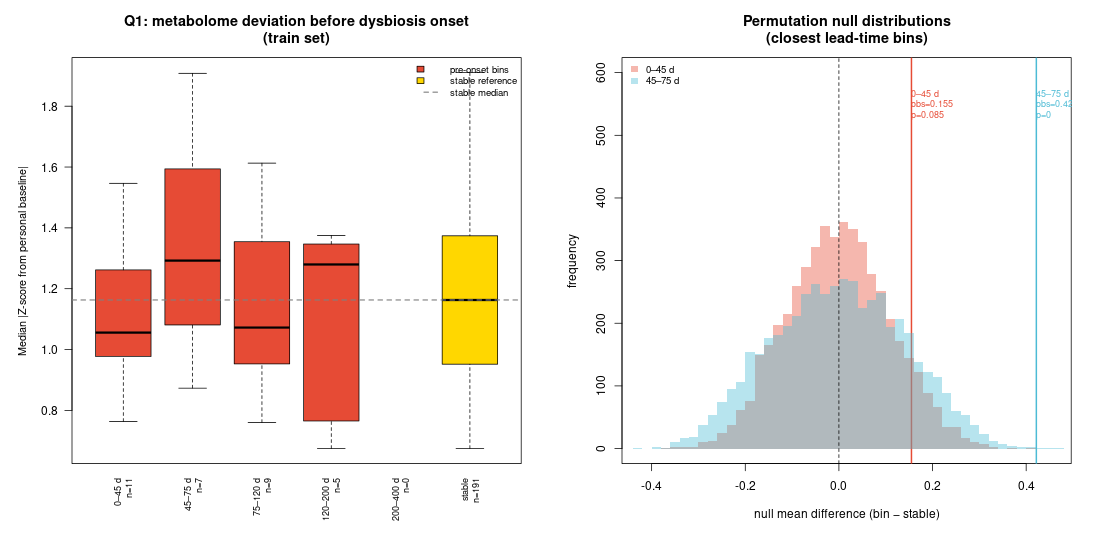 Q1: metabolome deviation before dysbiosis onset
(train set)
pre-onset bins
stable reference
stable median
Median |Z-score from personal baseline|
1.8
1.6
1.4
1.2
1.0
0.8
0–45 d
n=11
45–75 d
n=7
75–120 d
n=9
120–200 d
n=5
200–400 d
n=0
stable
n=191
Permutation null distributions
(closest lead-time bins)
0–45 d
45–75 d
0–45 d
obs=0.155
p=0.085
45–75 d
obs=0.42
p=0
frequency
600
500
400
300
200
100
0
-0.4
-0.2
0.0
0.2
0.4
null mean difference (bin − stable)